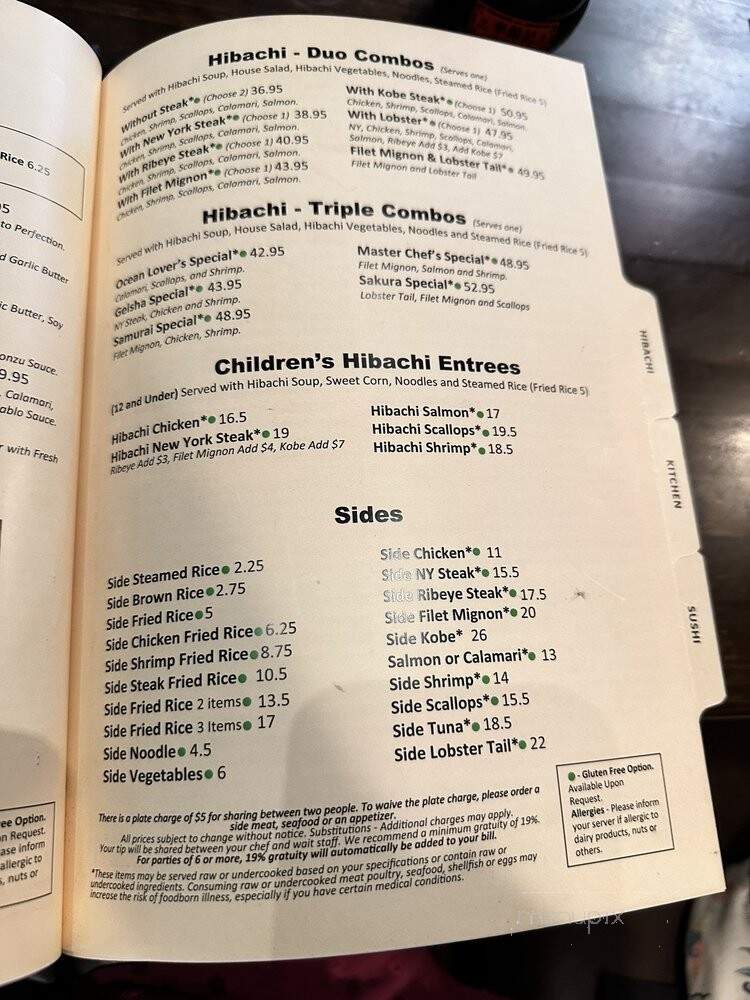 Rice 6.25
to Perfection.
d Garlic Butter
ic Butter, Soy
onzu Sauce.
9.95
Calamari,
ablo Sauce.
r with Fresh
ee Option.
n Request.
ase inform
allergic to
s, nuts or
Hibachi - Duo Combos (Serves one)
Served with Hibachi Soup, House Salad, Hibachi Vegetables, Noodles, Steamed Rice (Fried Rice 5)
Without Steak*● (Choose 2) 36.95
Chicken, Shrimp, Scallops, Calamari, Salmon.
With New York Steak*● (Choose 1) 38.95
Chicken, Shrimp, Scallops, Calamari, Salmon.
With Ribeye Steak*● (Choose 1) 40.95
Chicken, Shrimp, Scallops, Calamari, Salmon.
With Filet Mignon*● (Choose 1) 43.95
Chicken, Shrimp, Scallops, Calamari, Salmon.
With Kobe Steak*● (Choose 1) 50.95
Chicken, Shrimp, Scallops, Calamari, Salmon.
With Lobster*● (Choose 1) 47.95
NY, Chicken, Shrimp, Scallops, Calamari,
Salmon, Ribeye Add $3, Add Kobe $7
Filet Mignon & Lobster Tail*● 49.95
Filet Mignon and Lobster Tail
Hibachi - Triple Combos (Serves one)
Served with Hibachi Soup, House Salad, Hibachi Vegetables, Noodles and Steamed Rice (Fried Rice 5)
Ocean Lover's Special*● 42.95
Calamari, Scallops, and Shrimp.
Geisha Special*● 43.95
NY Steak, Chicken and Shrimp.
Samurai Special*● 48.95
Filet Mignon, Chicken, Shrimp.
Master Chef's Special*● 48.95
Filet Mignon, Salmon and Shrimp.
Sakura Special*● 52.95
Lobster Tail, Filet Mignon and Scallops
Children's Hibachi Entrees
(12 and Under) Served with Hibachi Soup, Sweet Corn, Noodles and Steamed Rice (Fried Rice 5)
Hibachi Chicken*● 16.5
Hibachi New York Steak*● 19
Ribeye Add $3, Filet Mignon Add $4, Kobe Add $7
Hibachi Salmon*● 17
Hibachi Scallops*● 19.5
Hibachi Shrimp*● 18.5
Sides
Side Steamed Rice● 2.25
Side Brown Rice● 2.75
Side Fried Rice● 5
Side Chicken Fried Rice● 6.25
Side Shrimp Fried Rice● 8.75
Side Steak Fried Rice● 10.5
Side Fried Rice 2 items● 13.5
Side Fried Rice 3 Items● 17
Side Noodle● 4.5
Side Vegetables● 6
Side Chicken*● 11
Side NY Steak*● 15.5
Side Ribeye Steak*● 17.5
Side Filet Mignon*● 20
Side Kobe* 26
Salmon or Calamari*● 13
Side Shrimp*● 14
Side Scallops*● 15.5
Side Tuna*● 18.5
Side Lobster Tail*● 22
There is a plate charge of $5 for sharing between two people. To waive the plate charge, please order a
side meat, seafood or an appetizer.
All prices subject to change without notice. Substitutions - Additional charges may apply.
Your tip will be shared between your chef and wait staff. We recommend a minimum gratuity of 19%.
For parties of 6 or more, 19% gratuity will automatically be added to your bill.
*These items may be served raw or undercooked based on your specifications or contain raw or
undercooked ingredients. Consuming raw or undercooked meat poultry, seafood, shellfish or eggs may
increase the risk of foodborn illness, especially if you have certain medical conditions.
● - Gluten Free Option.
Available Upon
Request.
Allergies - Please inform
your server if allergic to
dairy products, nuts or
others.
HIBACHI
KITCHEN
SUSHI